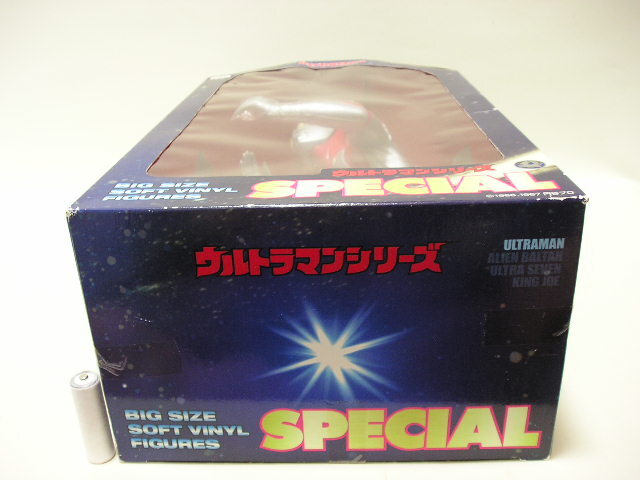 BIG SIZE
SOFT VINYL
FIGURES
ウルトラマンシリーズ
SPECIAL
ウルトラマンシリーズ
ULTRAMAN
ALIEN BALTAN
ULTRA SEVEN
KING JOE
BIG SIZE
SOFT VINYL
FIGURES
SPECIAL